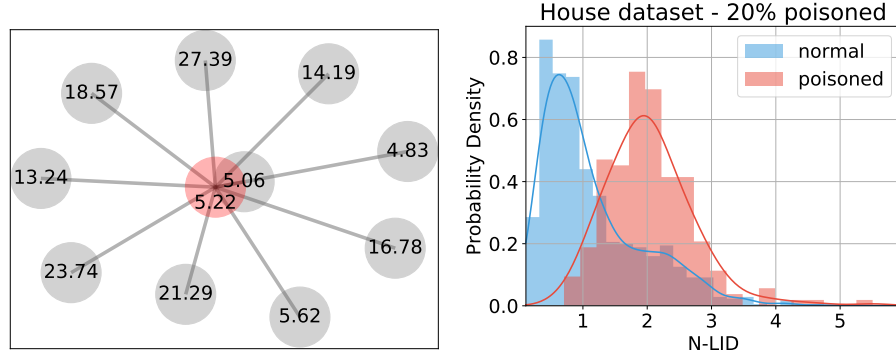 27.39
14.19
18.57
4.83
13.24
5.06
5.22
16.78
23.74
21.29
5.62
House dataset - 20% poisoned
normal
poisoned
Probability Density
0.8
0.6
0.4
0.2
0.0
1 2 3 4 5
N-LID